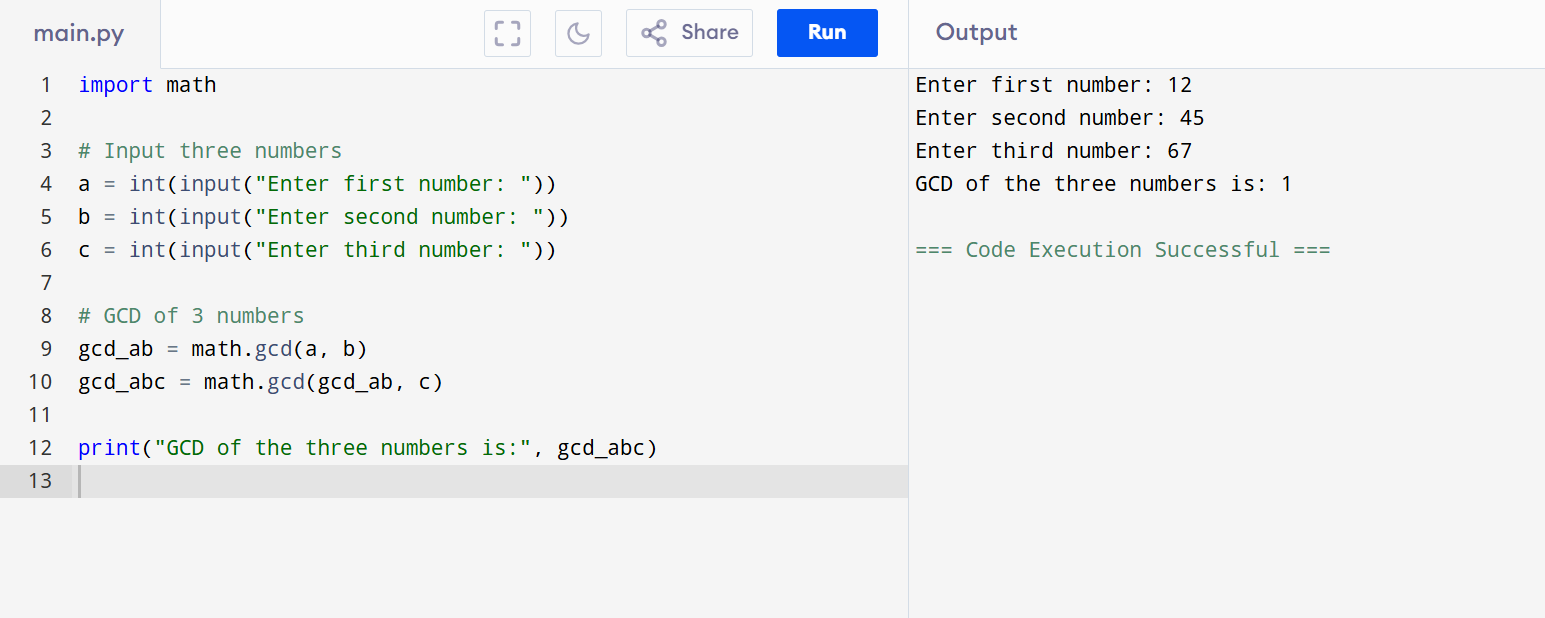 main.py
Share
Run
Output
1 import math
2
3 # Input three numbers
4 a = int(input("Enter first number: "))
5 b = int(input("Enter second number: "))
6 c = int(input("Enter third number: "))
7
8 # GCD of 3 numbers
9 gcd_ab = math.gcd(a, b)
10 gcd_abc = math.gcd(gcd_ab, c)
11
12 print("GCD of the three numbers is:", gcd_abc)
13
Enter first number: 12
Enter second number: 45
Enter third number: 67
GCD of the three numbers is: 1
=== Code Execution Successful ===